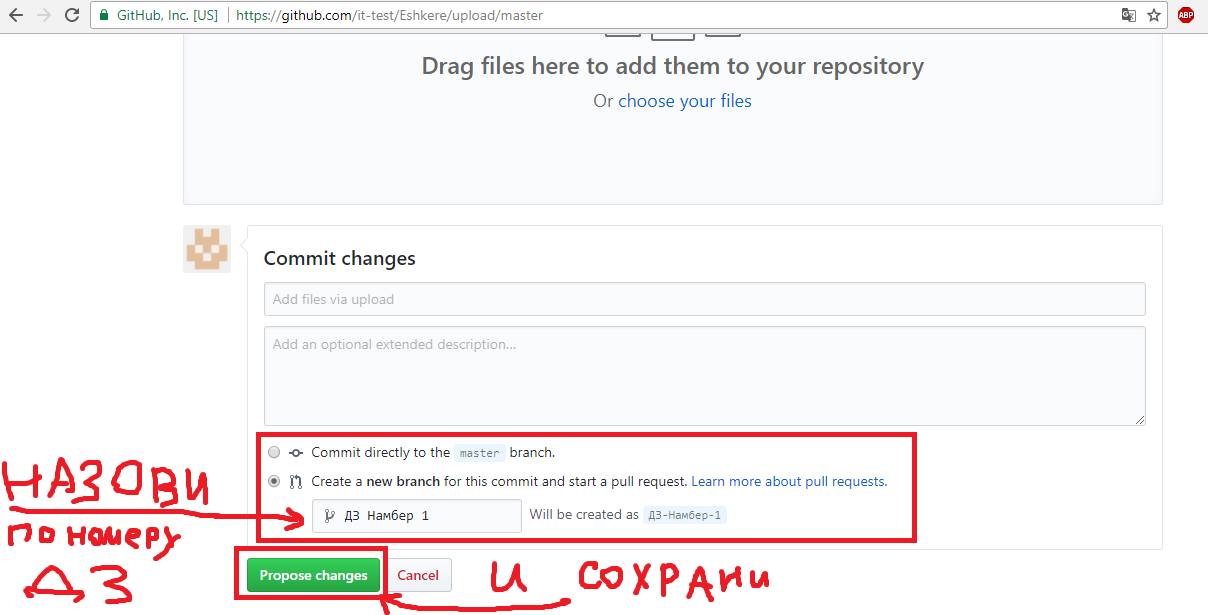 GitHub, Inc. [US] https://github.com/it-test/Eshkere/upload/master ABP
Drag files here to add them to your repository
Or choose your files
Commit changes
Add files via upload
Add an optional extended description...
Commit directly to the master branch.
Create a new branch for this commit and start a pull request. Learn more about pull requests.
ДЗ Намбер 1 Will be created as ДЗ-Намбер-1
НАЗОВИ
по номеру
ДЗ
Propose changes Cancel
И СОХРАНИ